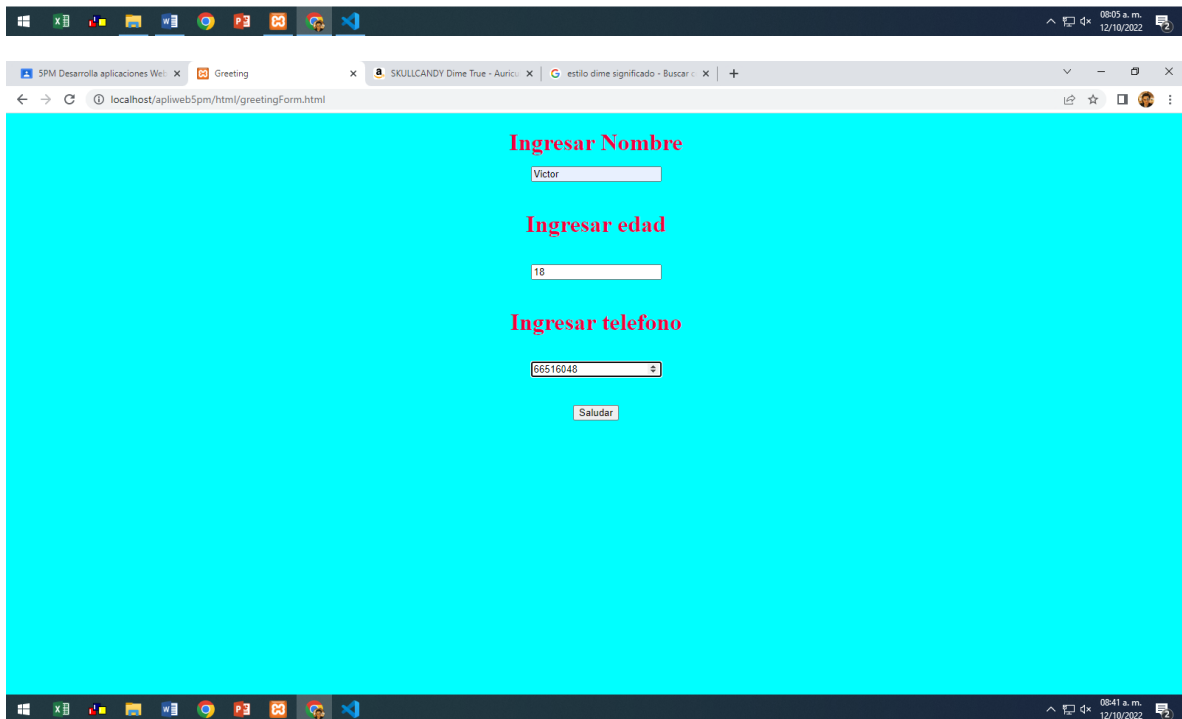 08:05 a. m.
12/10/2022
5PM Desarrolla aplicaciones Web
Greeting
SKULLCANDY Dime True - Auricu
estilo dime significado - Buscar c
localhost/apliweb5pm/html/greetingForm.html
Ingresar Nombre
Victor
Ingresar edad
18
Ingresar telefono
66516048
Saludar
08:41 a. m.
12/10/2022